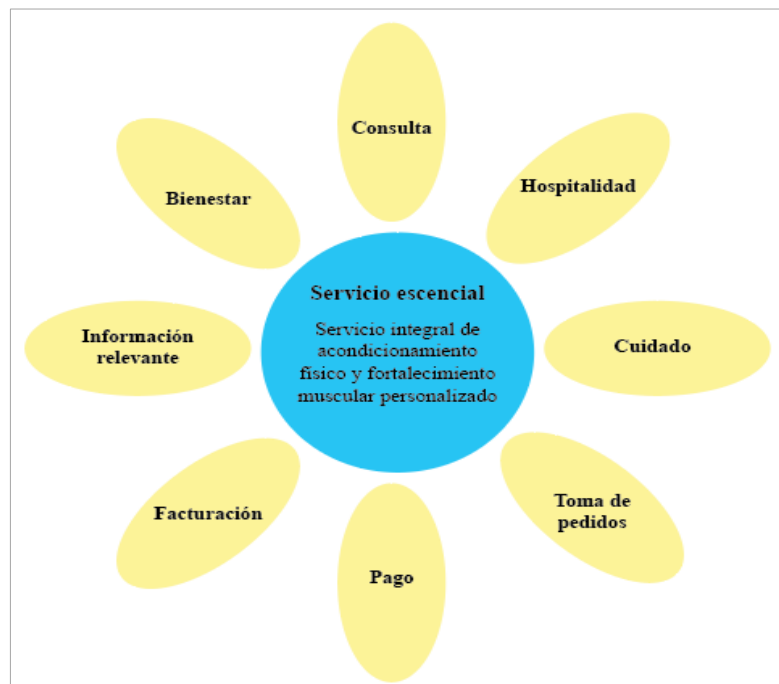 Consulta
Hospitalidad
Bienestar
Servicio escencial
Servicio integral de
acondicionamiento
físico y fortalecimiento
muscular personalizado
Información
relevante
Cuidado
Facturación
Toma de
pedidos
Pago